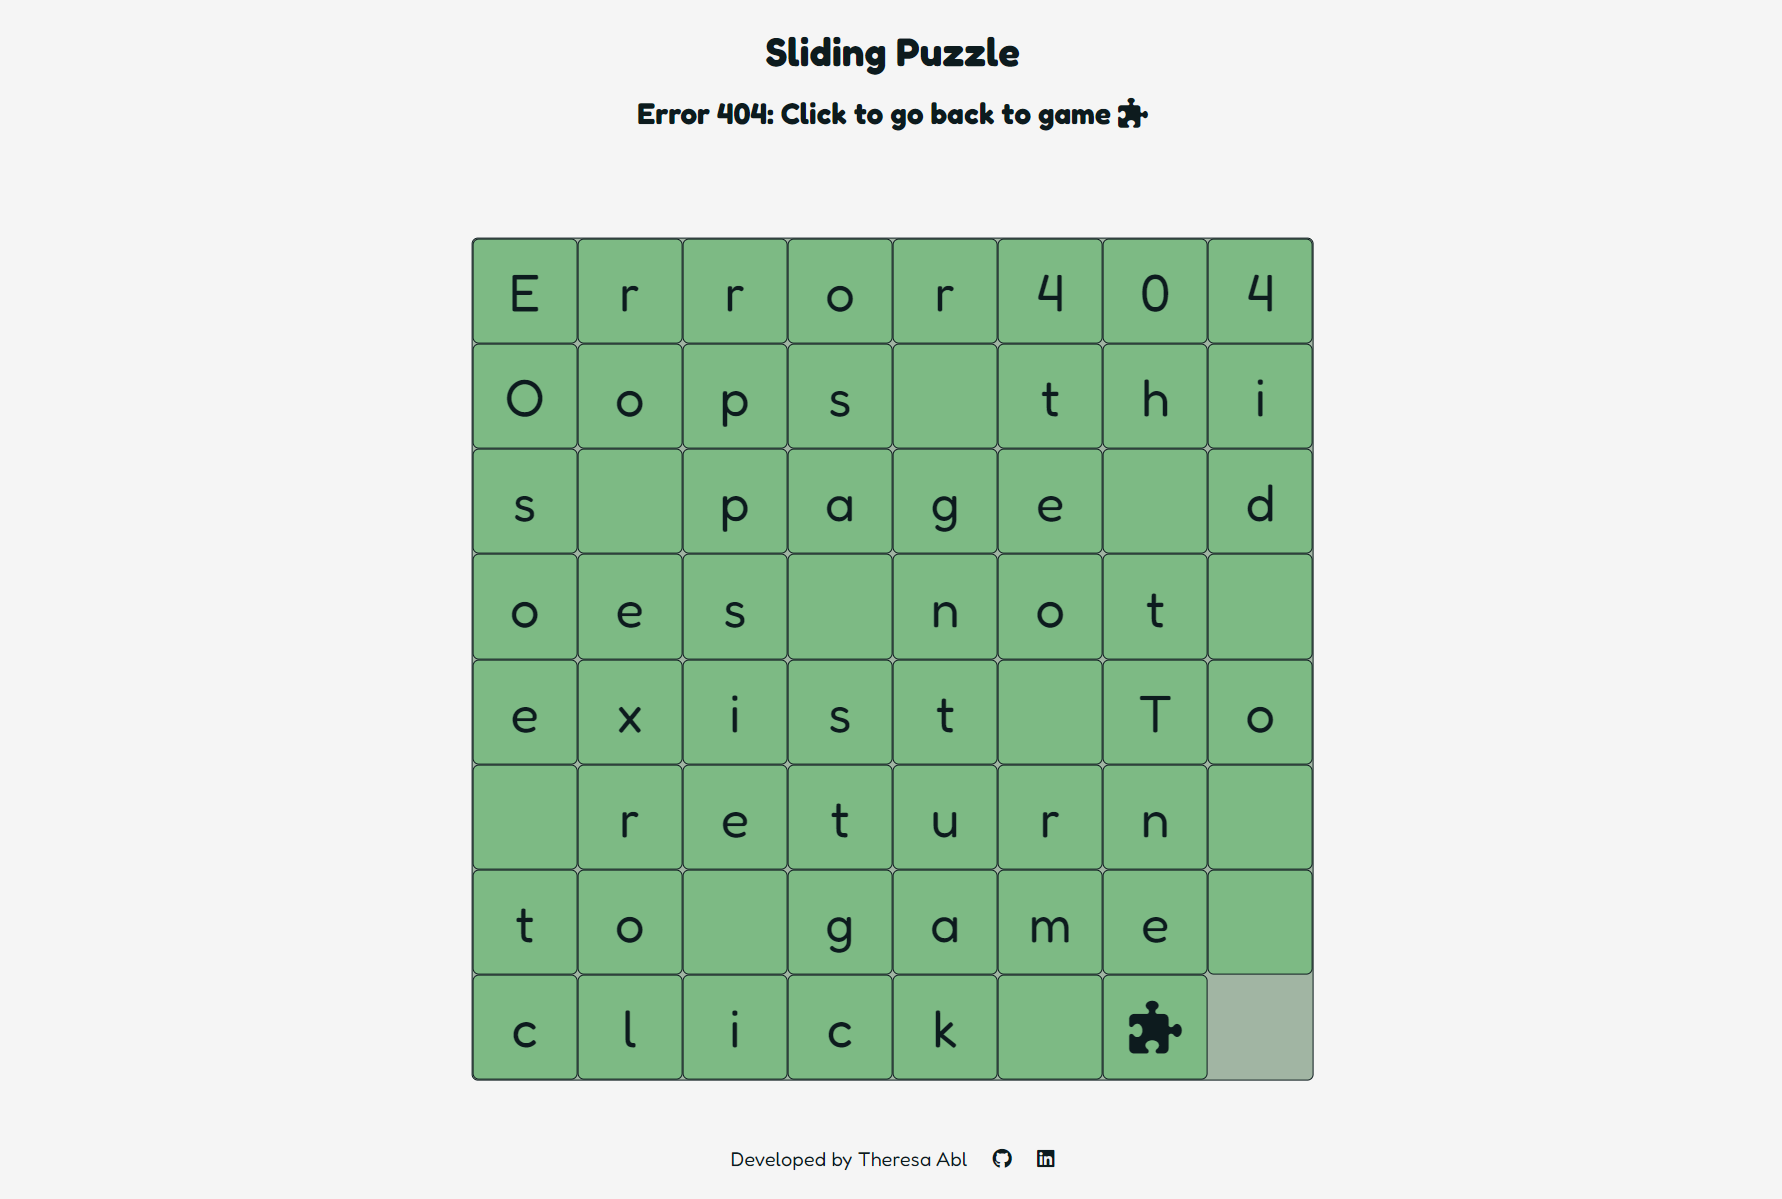 Sliding Puzzle
Error 404: Click to go back to game
E r r o r 4 0 4
O o p s t h i
s p a g e d
o e s n o t
e x i s t T o
r e t u r n
t o g a m e
c l i c k
Developed by Theresa Abl